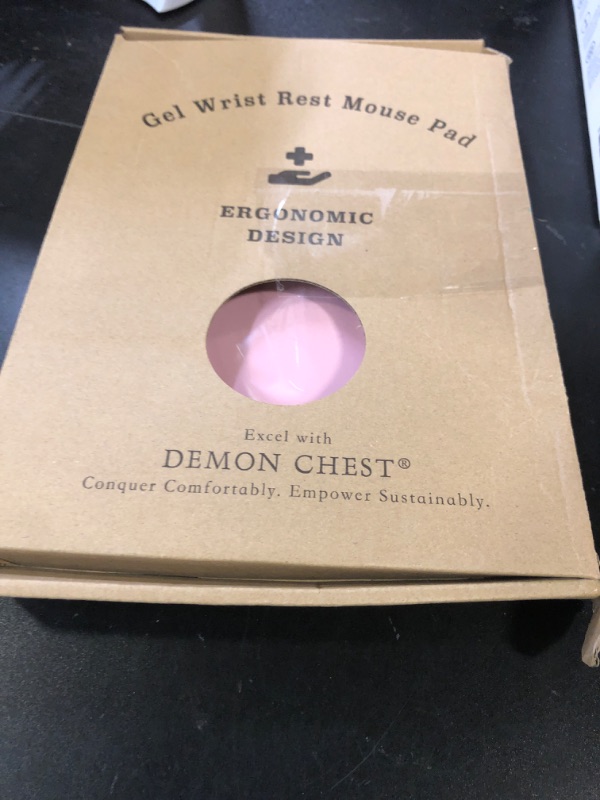 Gel Wrist Rest Mouse Pad
ERGONOMIC
DESIGN
Excel with
DEMON CHEST®
Conquer Comfortably. Empower Sustainably.